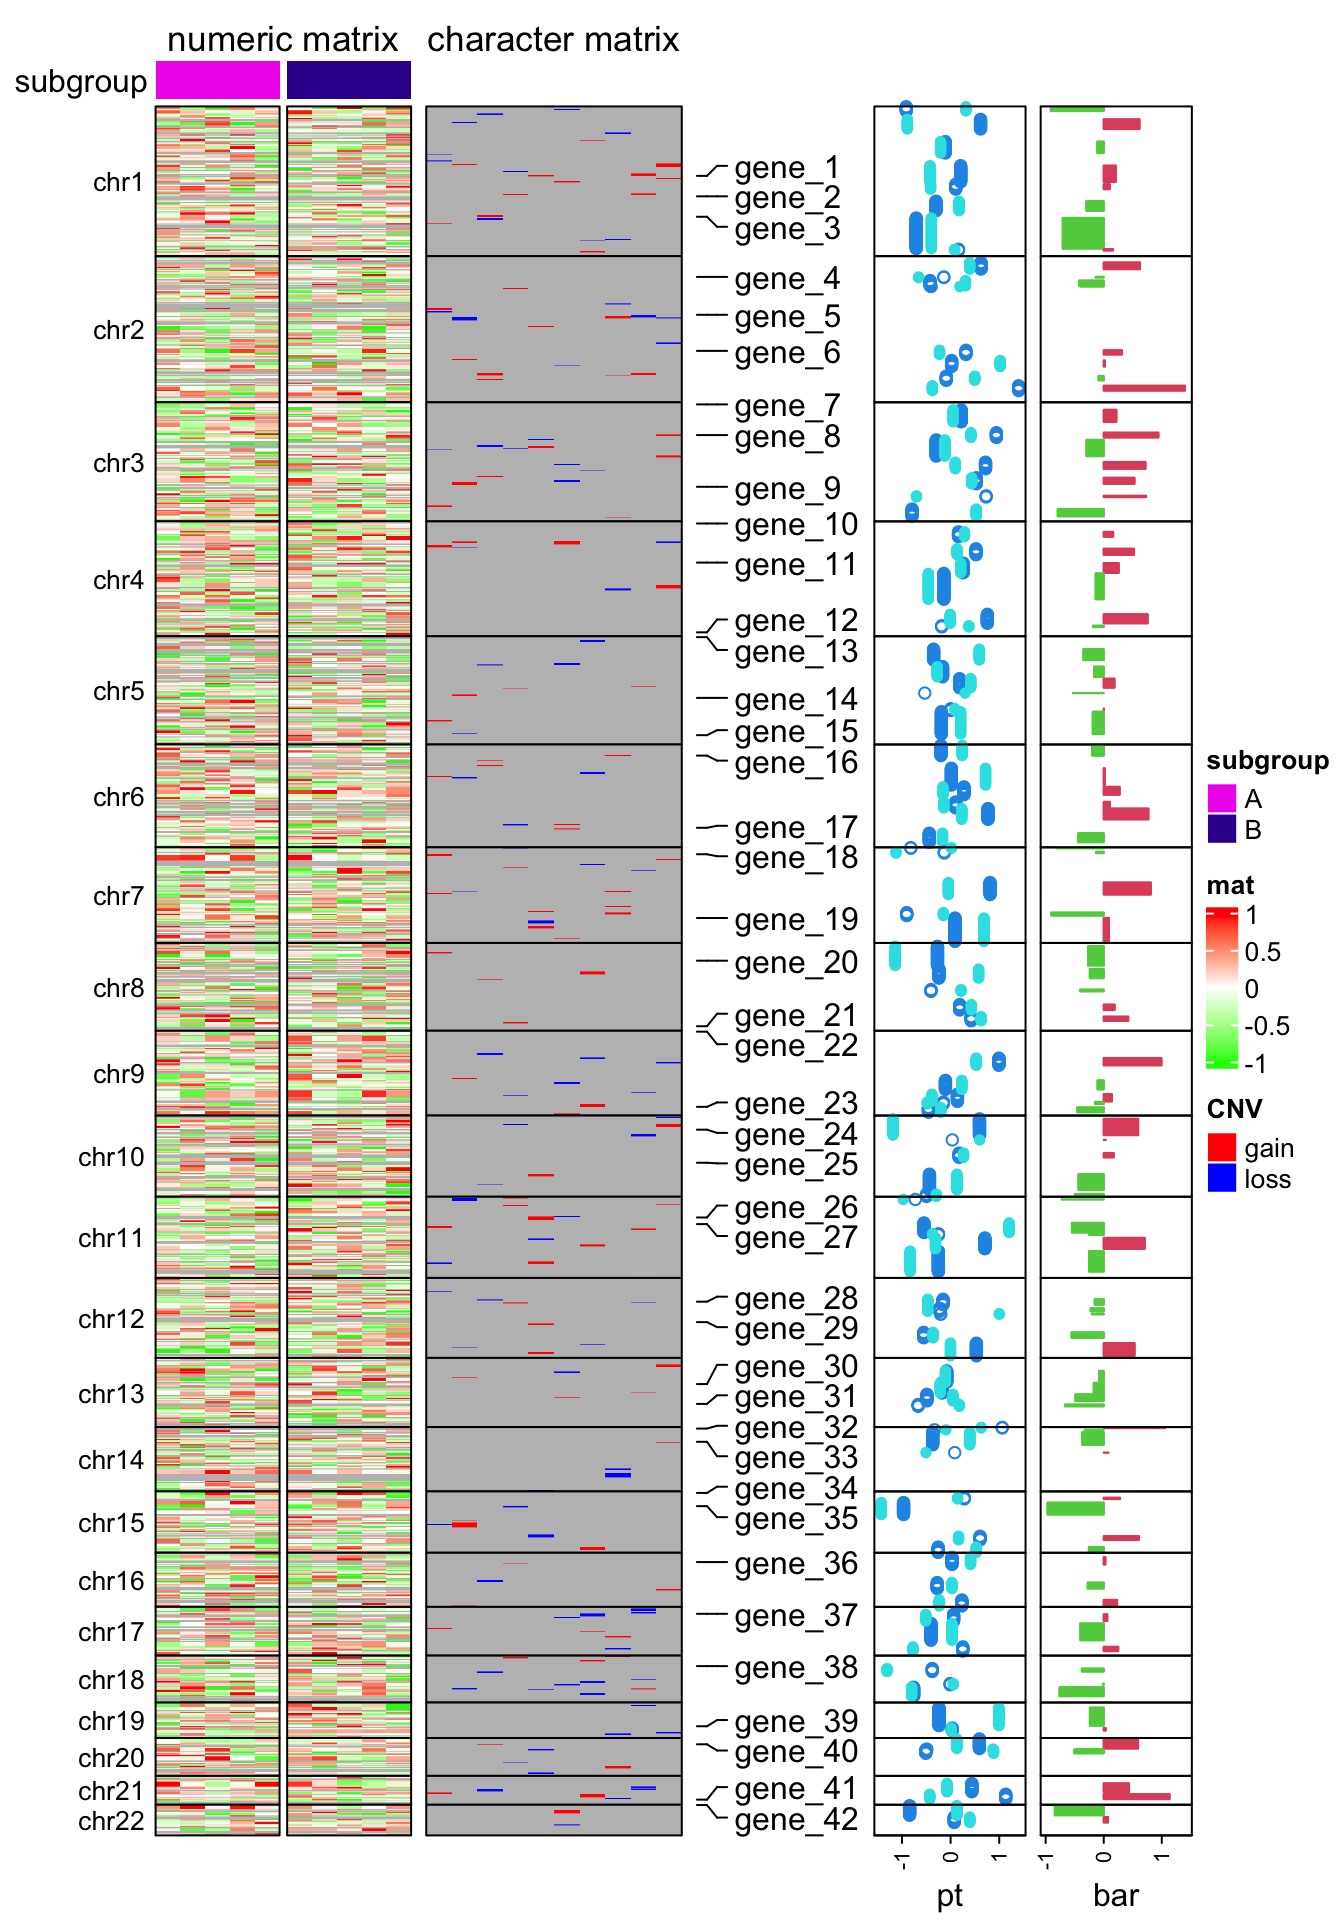 numeric matrix
character matrix
subgroup
chr1
chr2
chr3
chr4
chr5
chr6
chr7
chr8
chr9
chr10
chr11
chr12
chr13
chr14
chr15
chr16
chr17
chr18
chr19
chr20
chr21
chr22
gene_1
gene_2
gene_3
gene_4
gene_5
gene_6
gene_7
gene_8
gene_9
gene_10
gene_11
gene_12
gene_13
gene_14
gene_15
gene_16
gene_17
gene_18
gene_19
gene_20
gene_21
gene_22
gene_23
gene_24
gene_25
gene_26
gene_27
gene_28
gene_29
gene_30
gene_31
gene_32
gene_33
gene_34
gene_35
gene_36
gene_37
gene_38
gene_39
gene_40
gene_41
gene_42
-1
0
1
pt
-1
0
1
bar
subgroup
A
B
mat
1
0.5
0
-0.5
-1
CNV
gain
loss